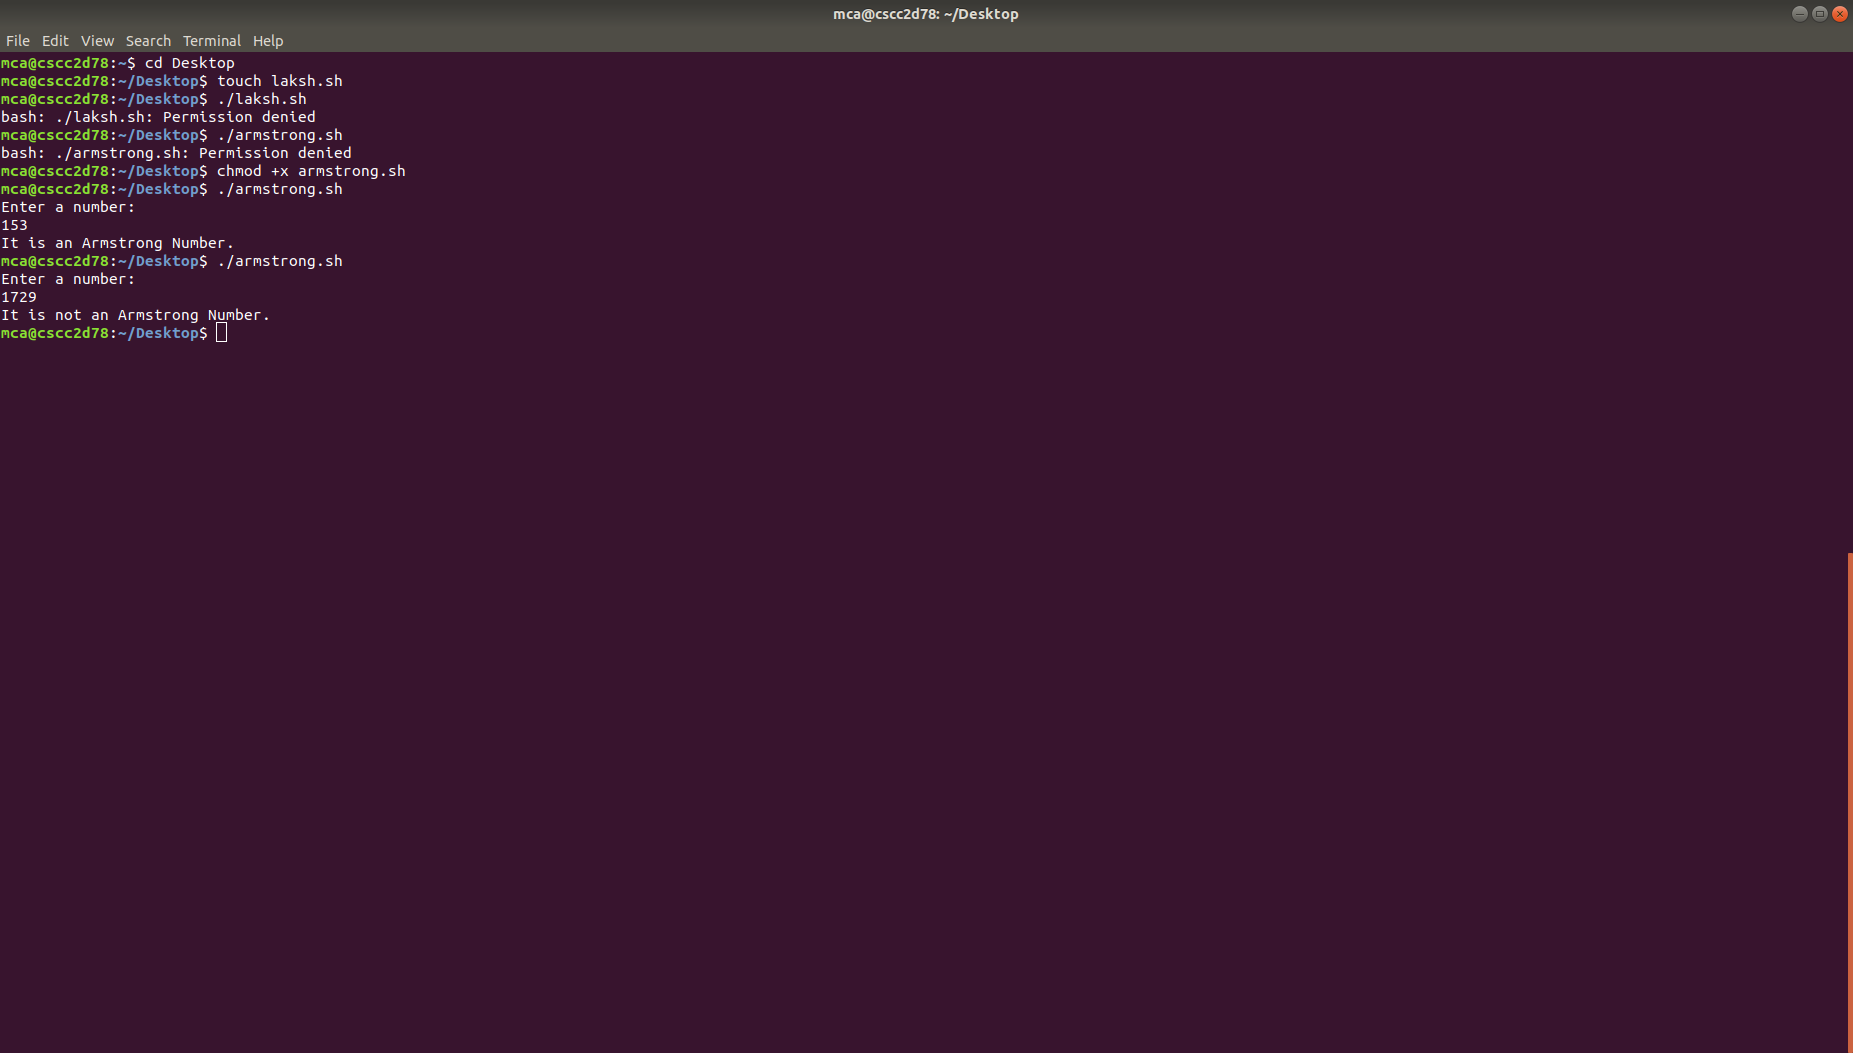 mca@cscc2d78: ~/Desktop
File Edit View Search Terminal Help
mca@cscc2d78:~$ cd Desktop
mca@cscc2d78:~/Desktop$ touch laksh.sh
mca@cscc2d78:~/Desktop$ ./laksh.sh
bash: ./laksh.sh: Permission denied
mca@cscc2d78:~/Desktop$ ./armstrong.sh
bash: ./armstrong.sh: Permission denied
mca@cscc2d78:~/Desktop$ chmod +x armstrong.sh
mca@cscc2d78:~/Desktop$ ./armstrong.sh
Enter a number:
153
It is an Armstrong Number.
mca@cscc2d78:~/Desktop$ ./armstrong.sh
Enter a number:
1729
It is not an Armstrong Number.
mca@cscc2d78:~/Desktop$